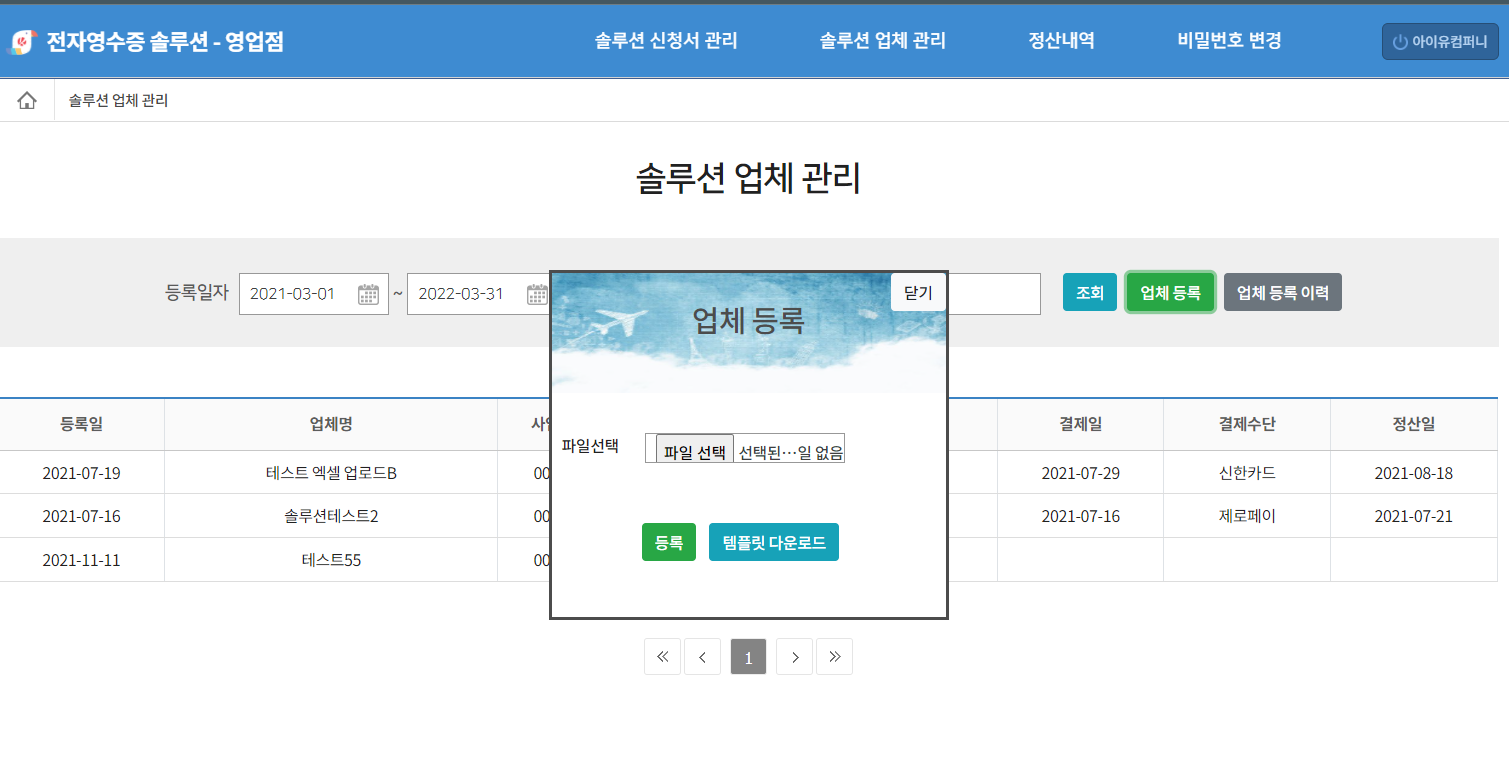 전자영수증 솔루션 - 영업점 솔루션 신청서 관리 솔루션 업체 관리 정산내역 비밀번호 변경 아이유컴퍼니
솔루션 업체 관리
솔루션 업체 관리
등록일자 2021-03-01 ~ 2022-03-31 조회 업체 등록 업체 등록 이력
닫기
업체 등록
파일선택 파일 선택 선택된…일 없음
등록 템플릿 다운로드
등록일 업체명 결제일 결제수단 정산일
2021-07-19 테스트 엑셀 업로드B 00 2021-07-29 신한카드 2021-08-18
2021-07-16 솔루션테스트2 00 2021-07-16 제로페이 2021-07-21
2021-11-11 테스트55 00
« ‹ 1 › »